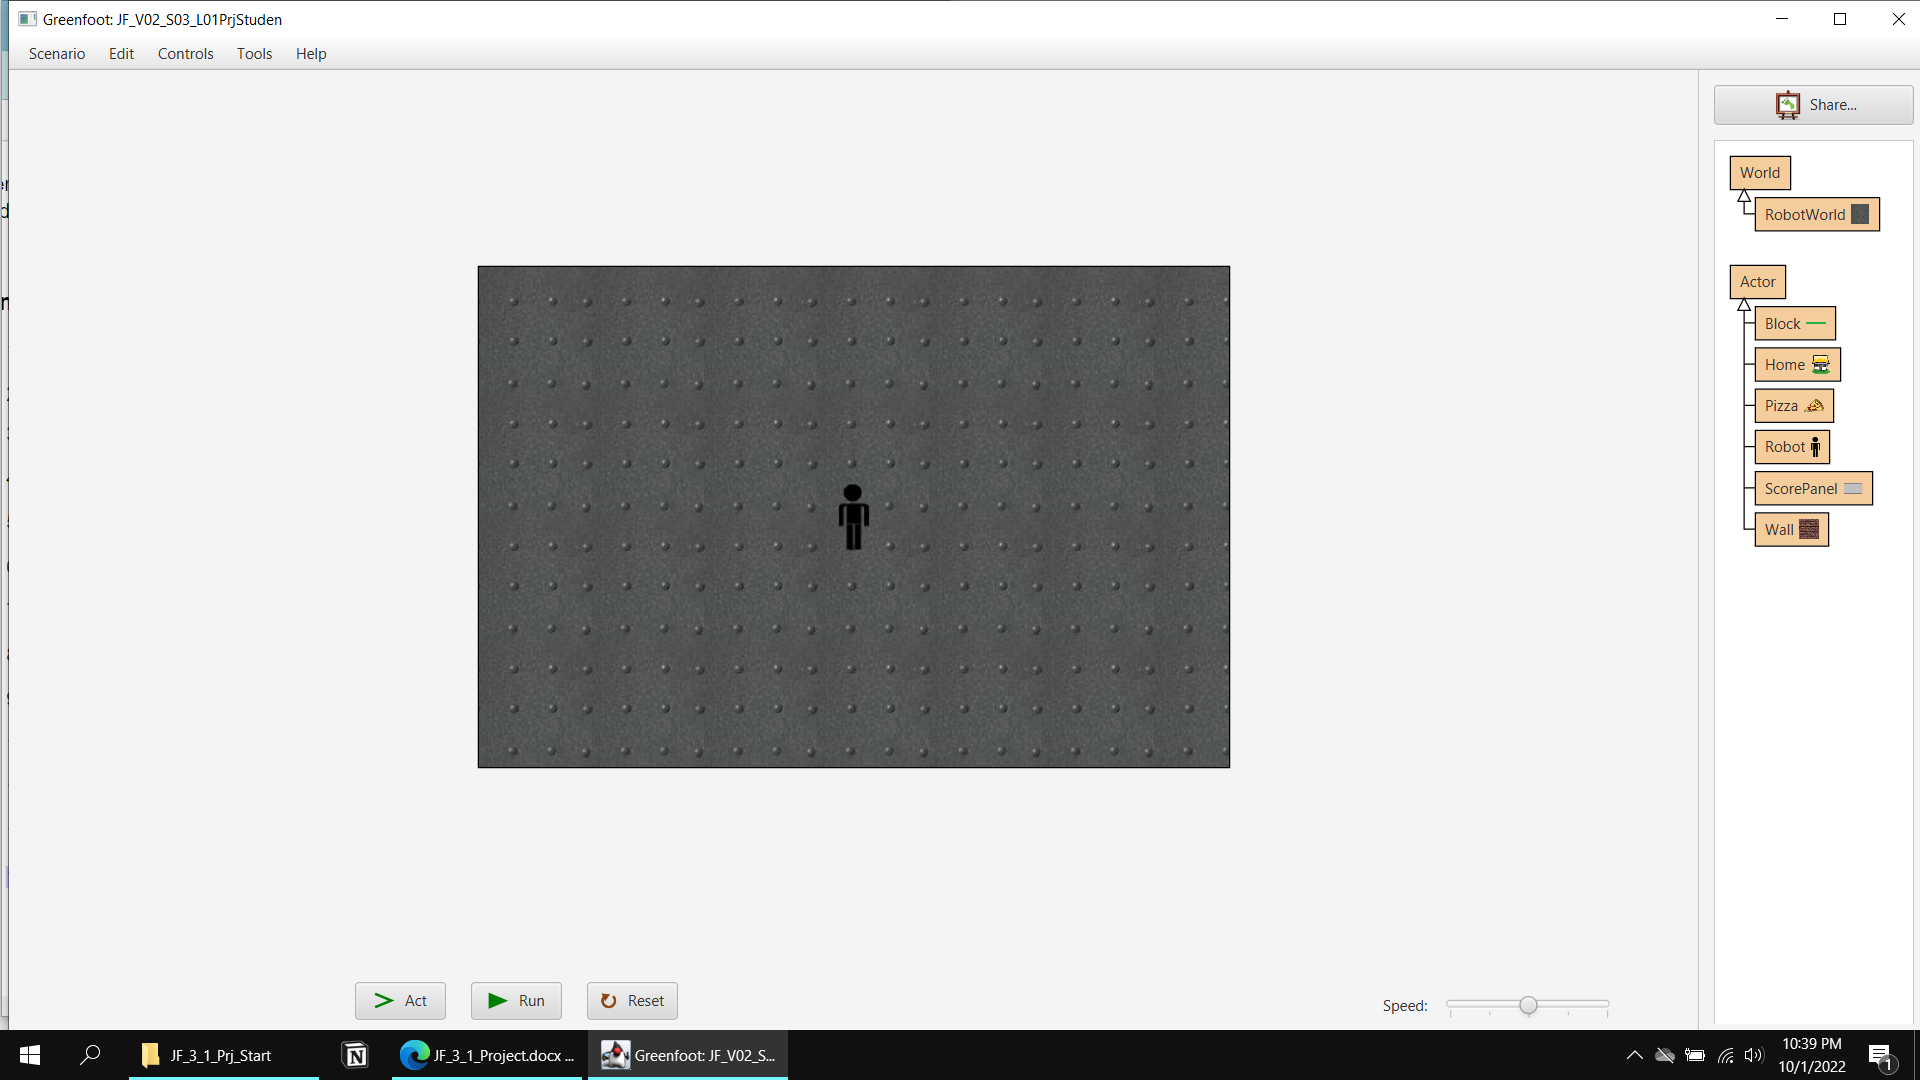 Greenfoot: JF_V02_S03_L01PrjStuden
Scenario Edit Controls Tools Help
Share...
World
RobotWorld
Actor
Block
Home
Pizza
Robot
ScorePanel
Wall
Act
Run
Reset
Speed:
JF_3_1_Prj_Start
JF_3_1_Project.docx ...
Greenfoot: JF_V02_S...
10:39 PM
10/1/2022
1